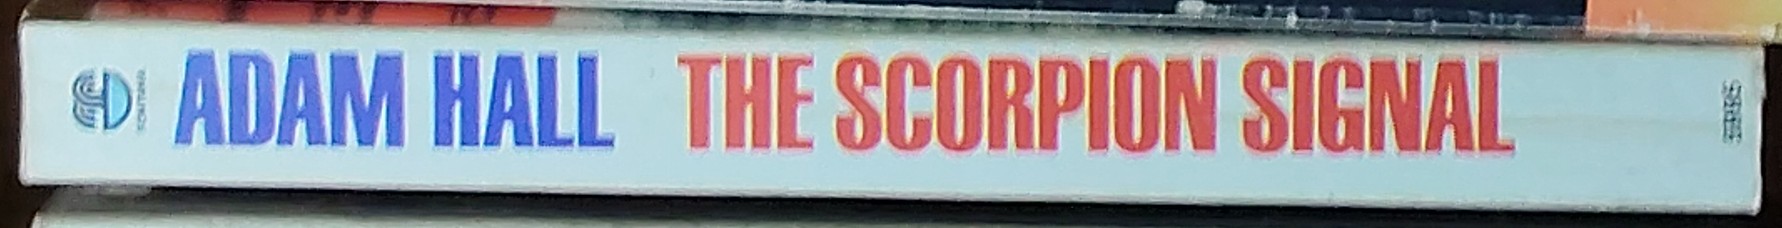 ADAM HALL THE SCORPION SIGNAL